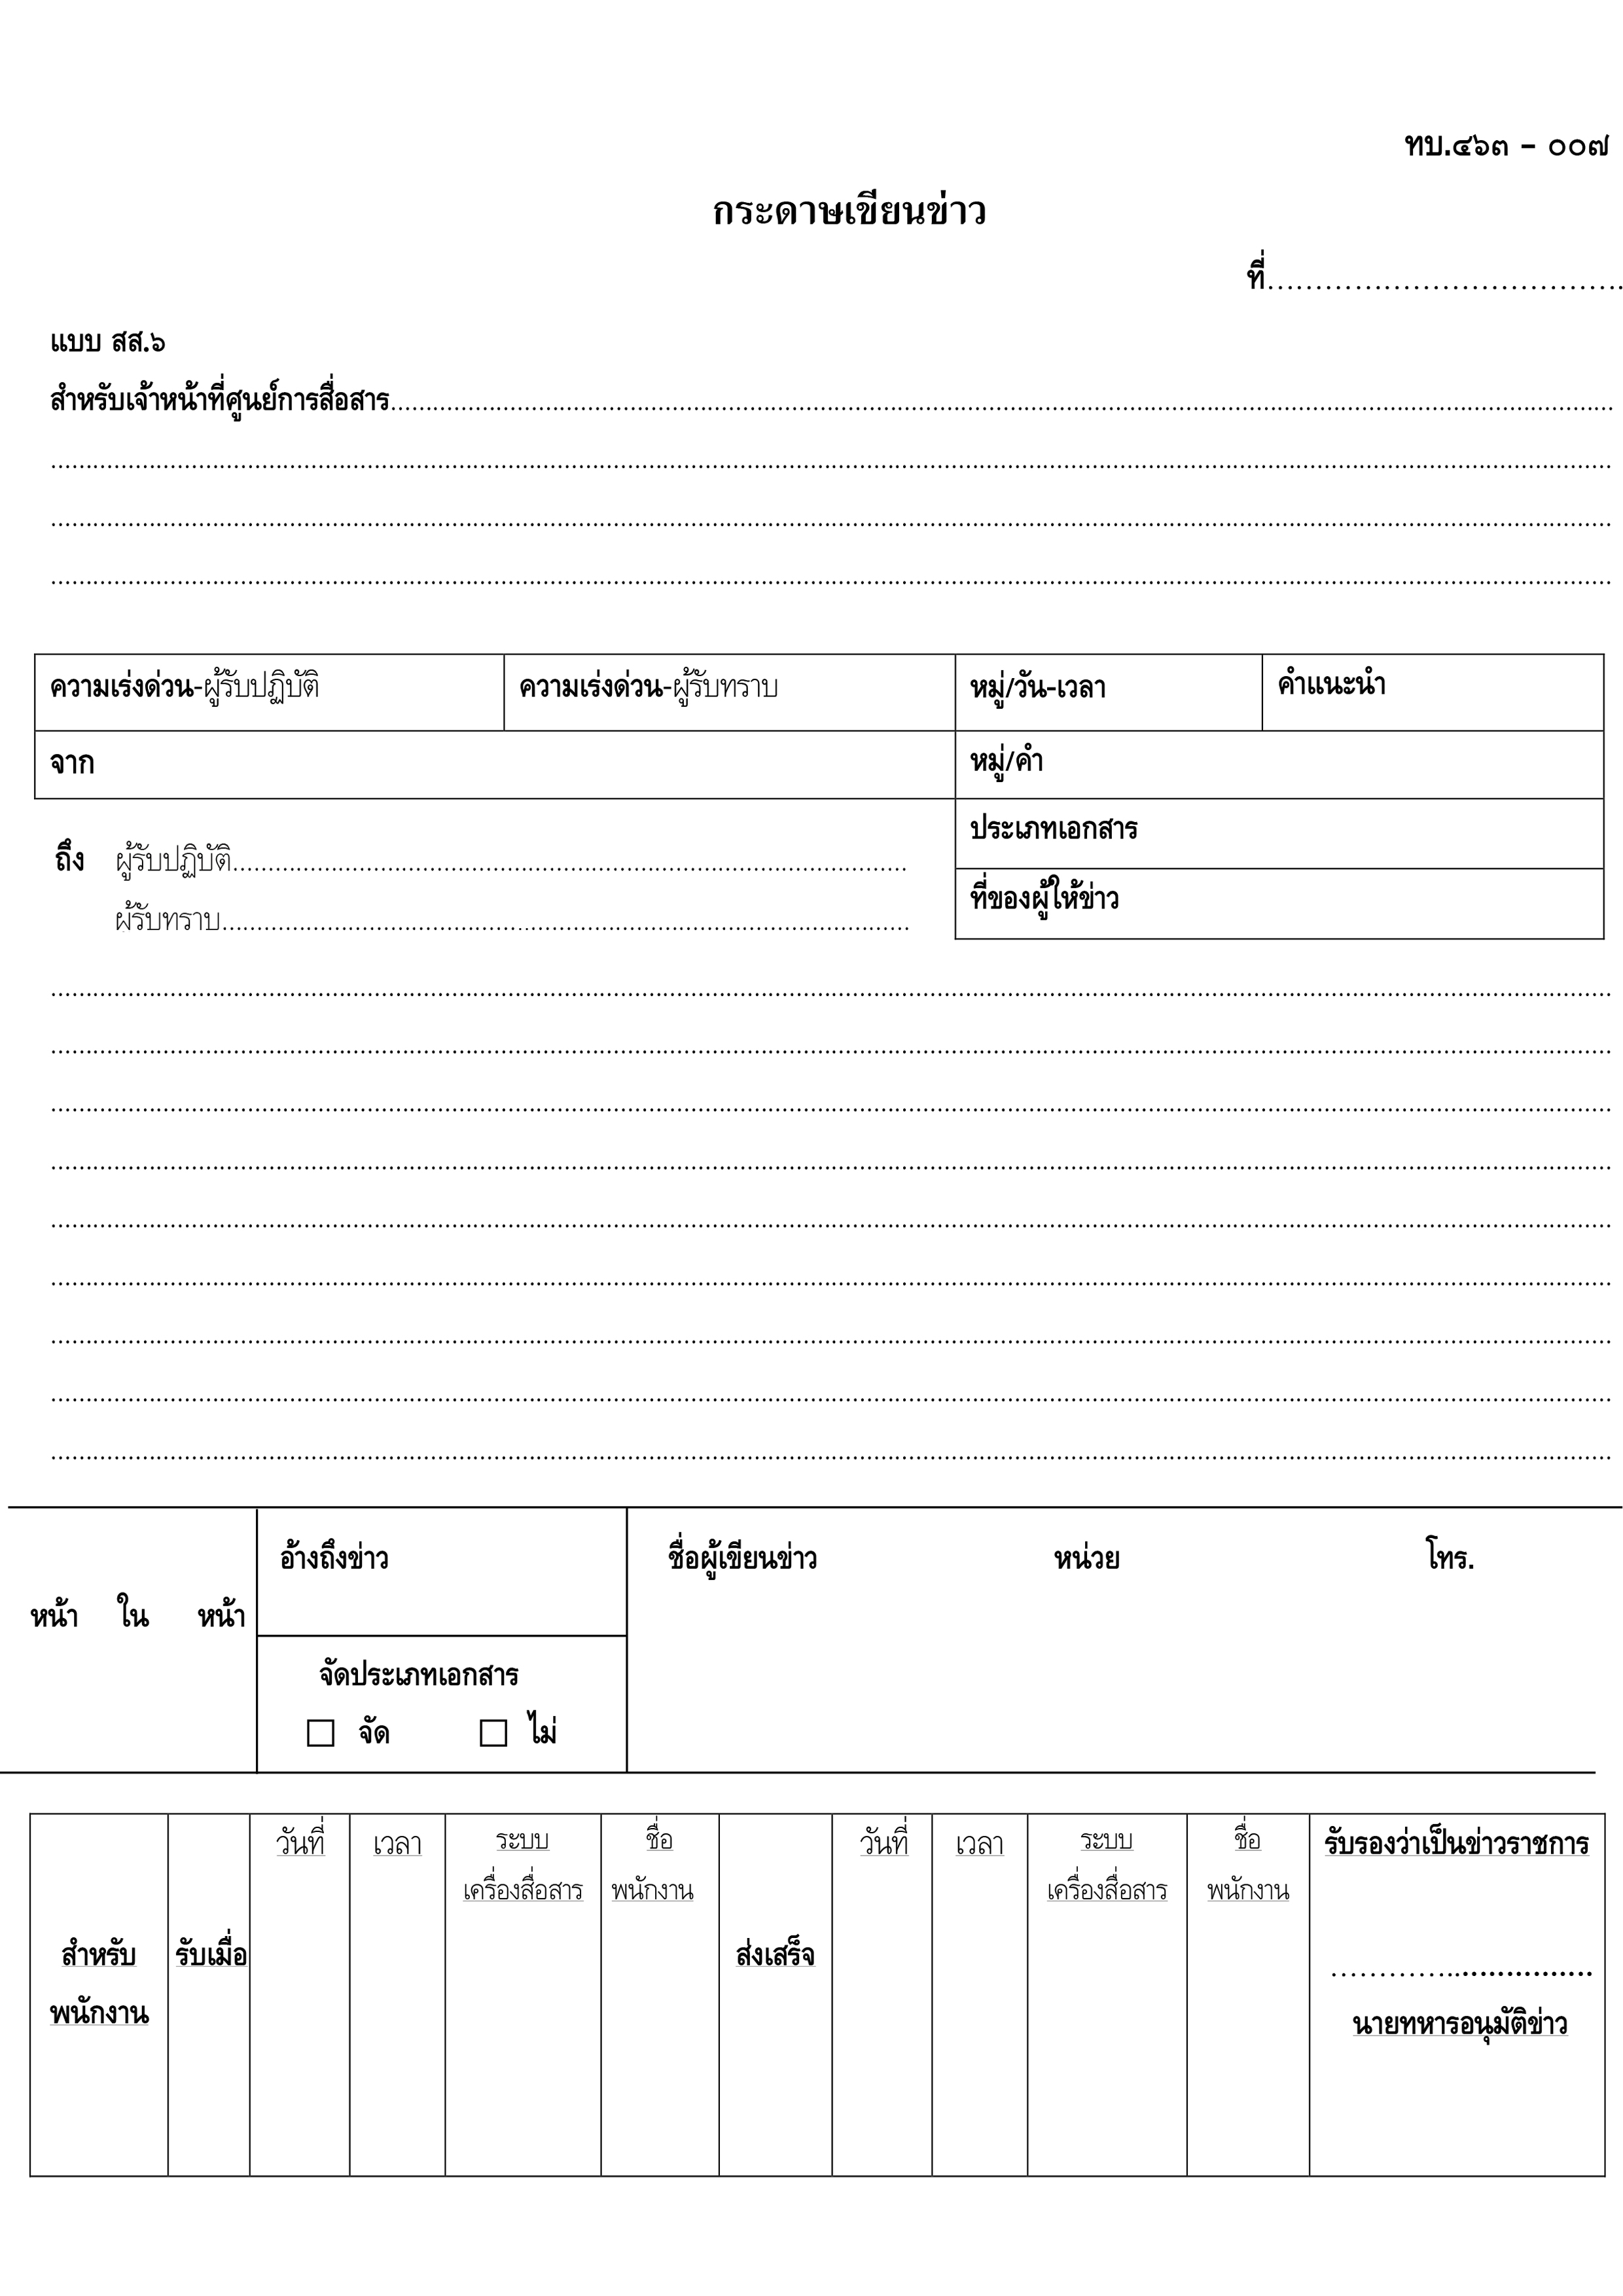 ทบ.๔๖๓ – ๐๐๗
กระดาษเขียนข่าว
ที่........................................
แบบ สส.๖
สำหรับเจ้าหน้าที่ศูนย์การสื่อสาร........................................
ความเร่งด่วน-ผู้รับปฏิบัติ ความเร่งด่วน-ผู้รับทราบ หมู่/วัน-เวลา คำแนะนำ
จาก หมู่/คำ
ประเภทเอกสาร
ถึง ผู้รับปฏิบัติ........................................
ที่ของผู้ให้ข่าว
ผู้รับทราบ........................................
อ้างถึงข่าว ชื่อผู้เขียนข่าว หน่วย โทร.
หน้า ใน หน้า
จัดประเภทเอกสาร
☐ จัด ☐ ไม่
วันที่ เวลา ระบบ ชื่อ วันที่ เวลา ระบบ ชื่อ รับรองว่าเป็นข่าวราชการ
เครื่องสื่อสาร พนักงาน เครื่องสื่อสาร พนักงาน
สำหรับ รับเมื่อ ส่งเสร็จ
........................................
พนักงาน นายทหารอนุมัติข่าว